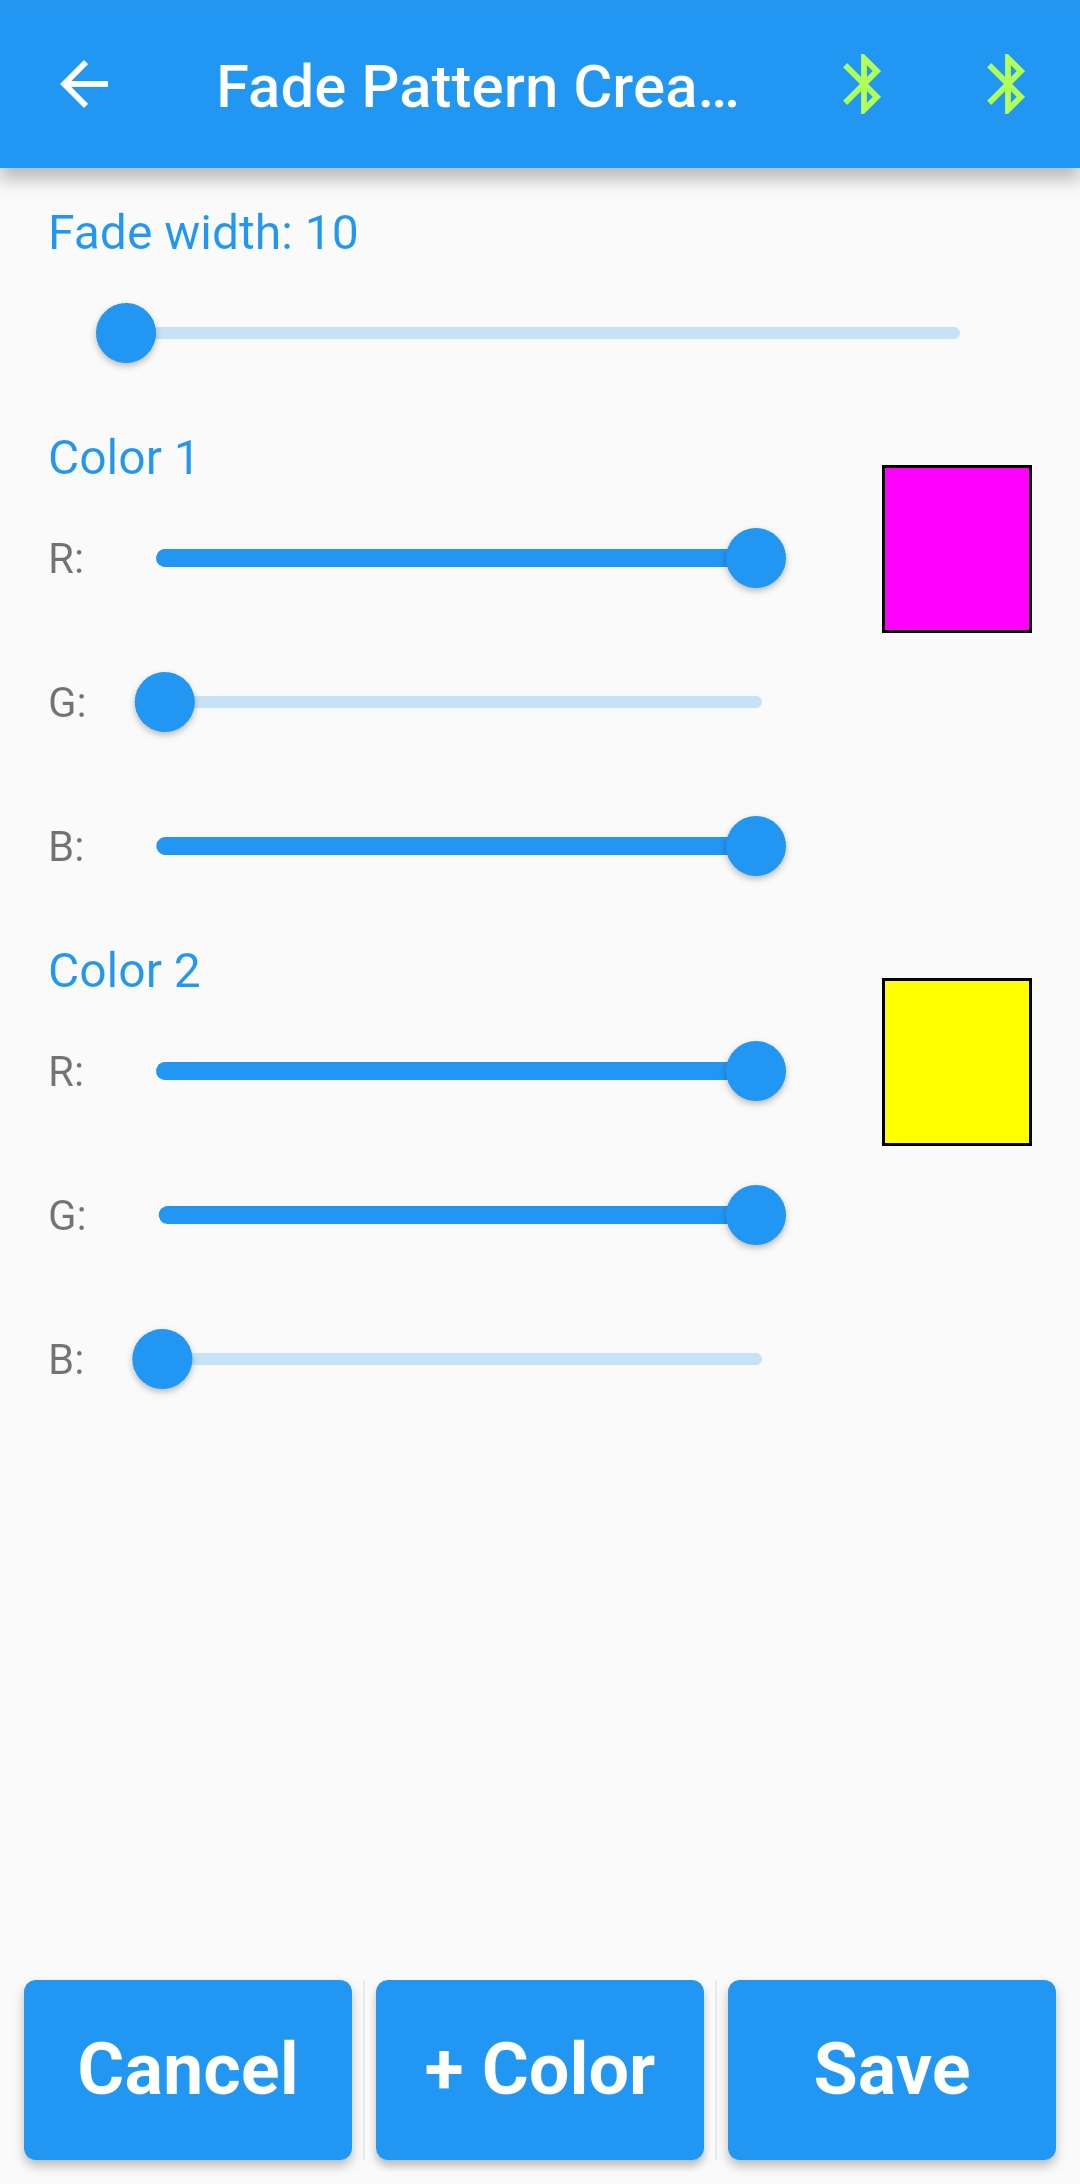 Fade Pattern Crea...
Fade width: 10
Color 1
R:
G:
B:
Color 2
R:
G:
B:
Cancel
+ Color
Save